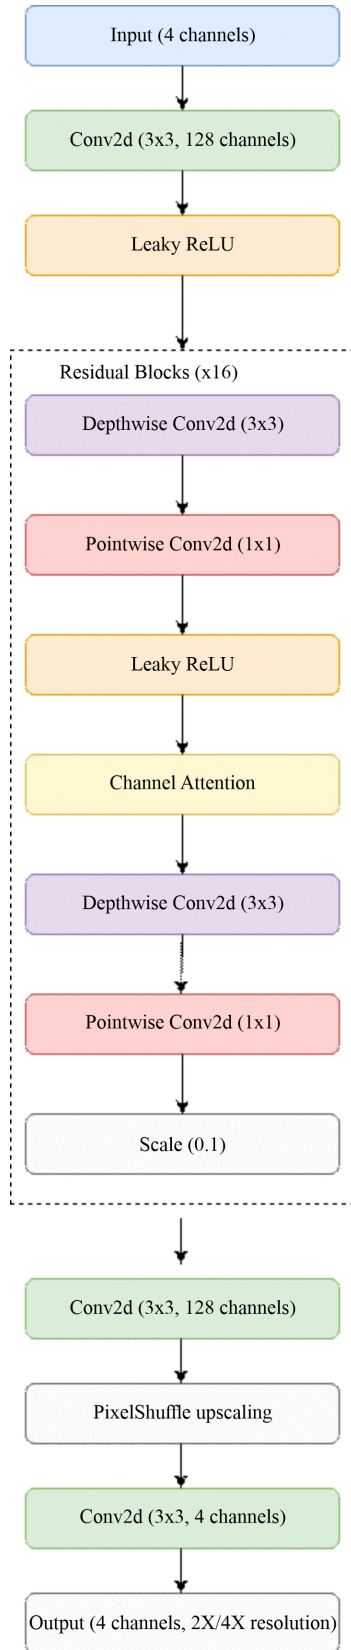 Input (4 channels)
Conv2d (3x3, 128 channels)
Leaky ReLU
Residual Blocks (x16)
Depthwise Conv2d (3x3)
Pointwise Conv2d (1x1)
Leaky ReLU
Channel Attention
Depthwise Conv2d (3x3)
Pointwise Conv2d (1x1)
Scale (0.1)
Conv2d (3x3, 128 channels)
PixelShuffle upscaling
Conv2d (3x3, 4 channels)
Output (4 channels, 2X/4X resolution)